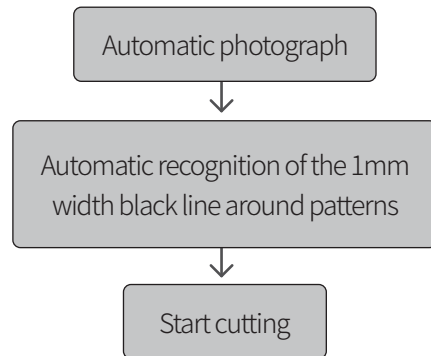 Automatic photograph
Automatic recognition of the 1mm
width black line around patterns
Start cutting